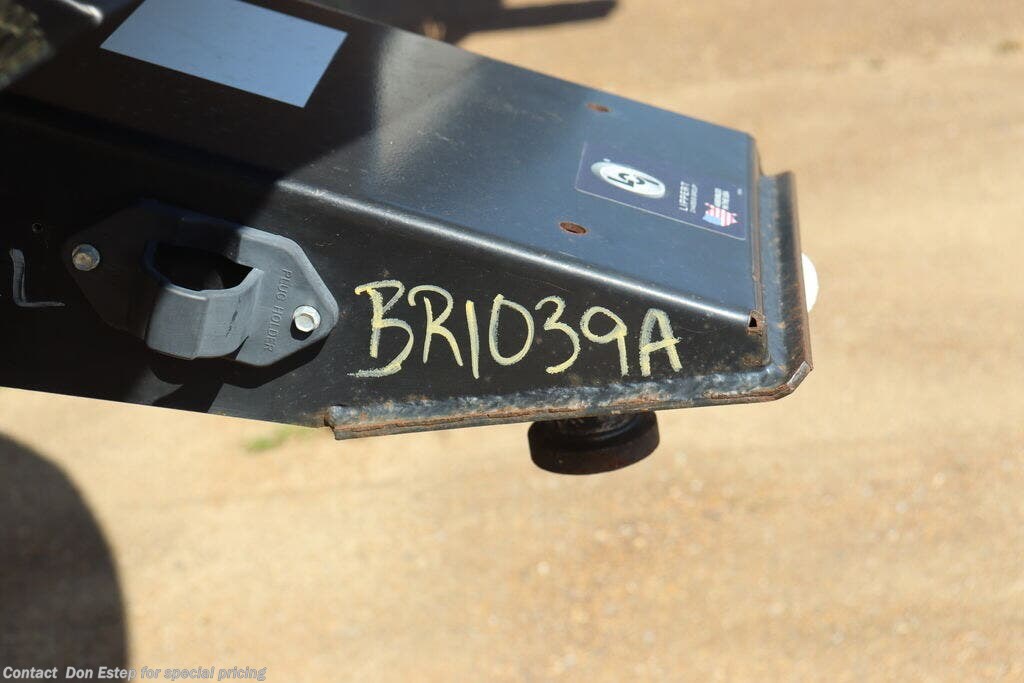 LIPPERT
PLUG HOLDER
BR1039A
Contact Don Estep for special pricing